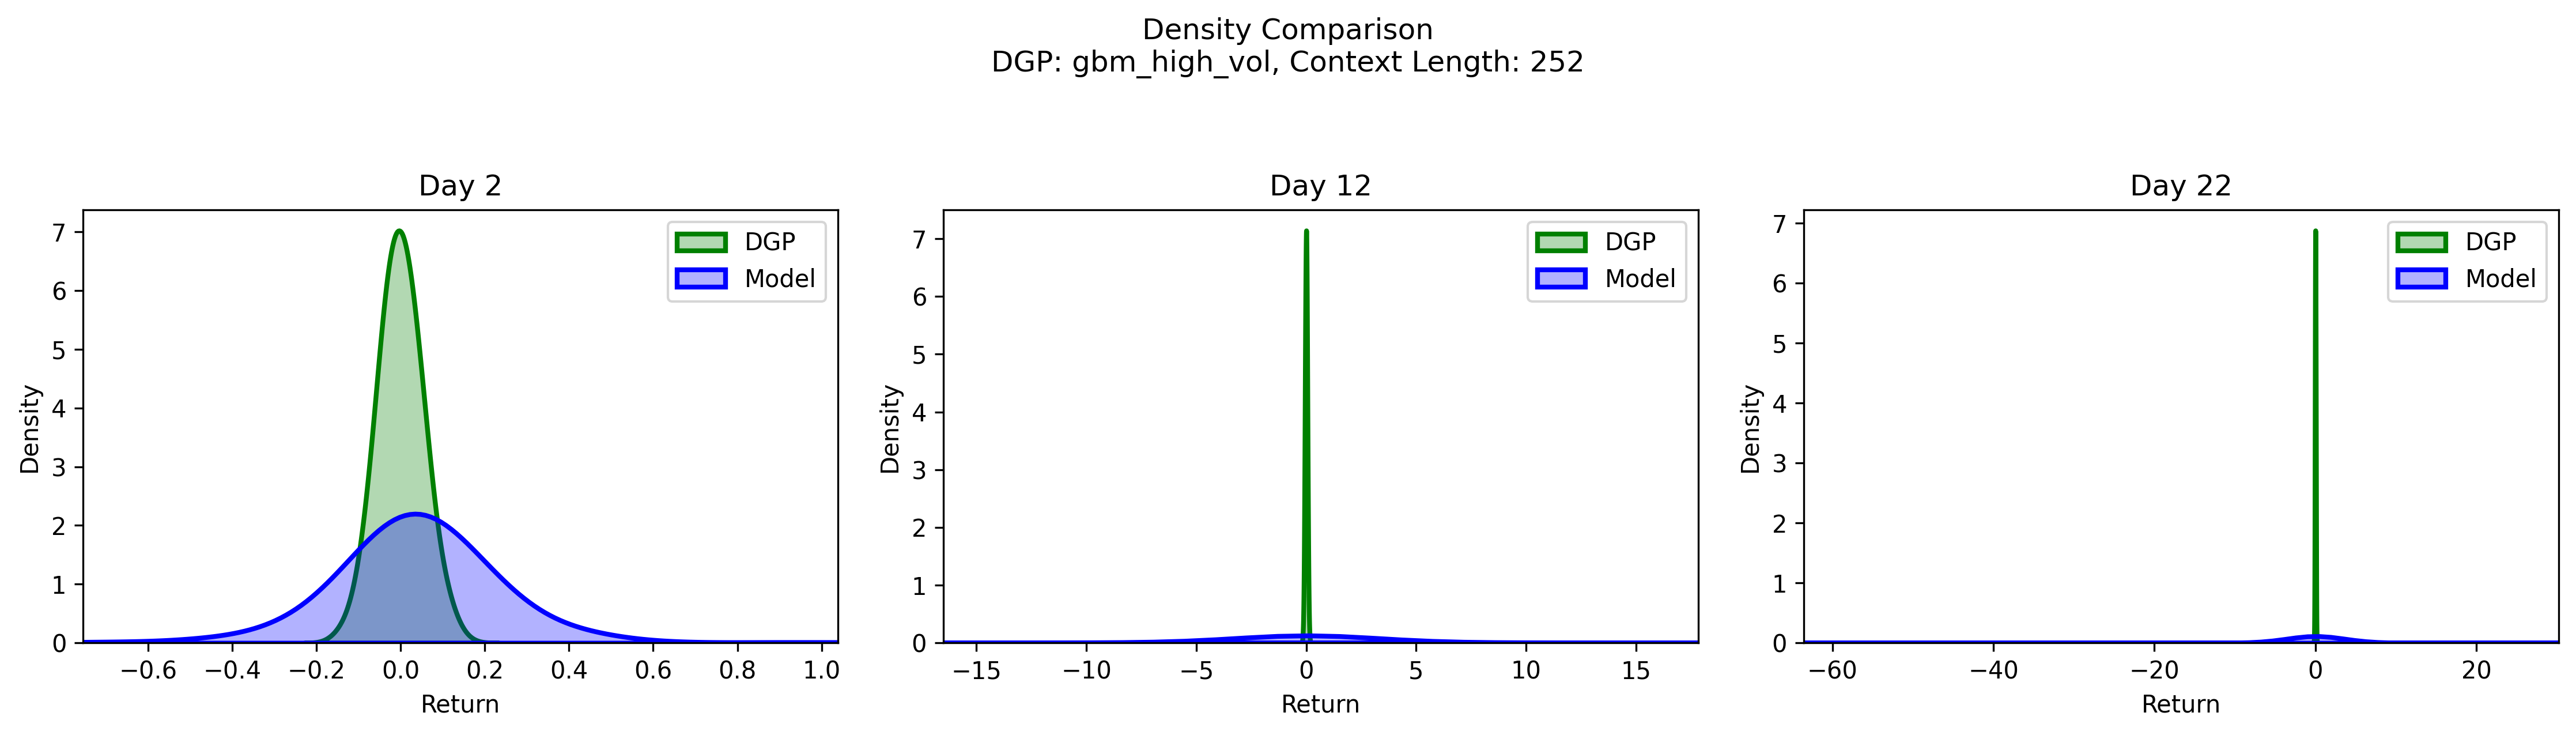 Density Comparison
DGP: gbm_high_vol, Context Length: 252
Day 2
7
6
5
4
3
2
1
0
Density
−0.6 −0.4 −0.2 0.0 0.2 0.4 0.6 0.8 1.0
Return
DGP
Model
Day 12
7
6
5
4
3
2
1
0
Density
−15 −10 −5 0 5 10 15
Return
DGP
Model
Day 22
7
6
5
4
3
2
1
0
Density
−60 −40 −20 0 20
Return
DGP
Model